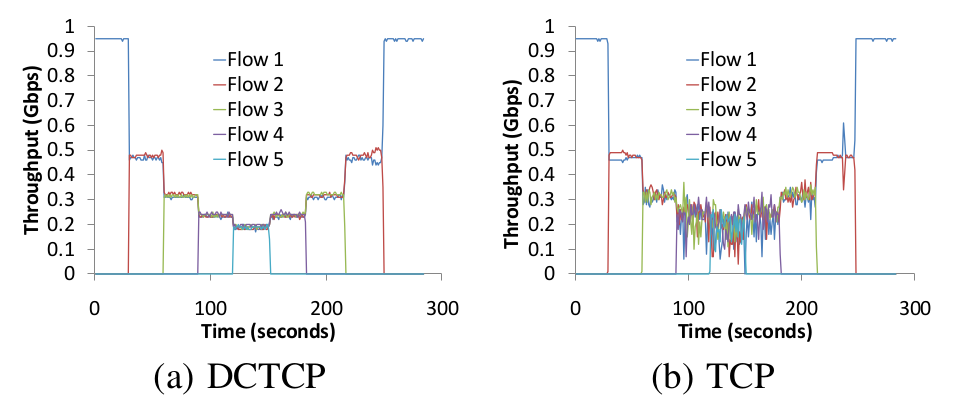 1
0.9
0.8
0.7
0.6
0.5
0.4
0.3
0.2
0.1
0
Throughput (Gbps)
Flow 1
Flow 2
Flow 3
Flow 4
Flow 5
0
100
200
300
Time (seconds)
(a) DCTCP
1
0.9
0.8
0.7
0.6
0.5
0.4
0.3
0.2
0.1
0
Throughput (Gbps)
Flow 1
Flow 2
Flow 3
Flow 4
Flow 5
0
100
200
300
Time (seconds)
(b) TCP